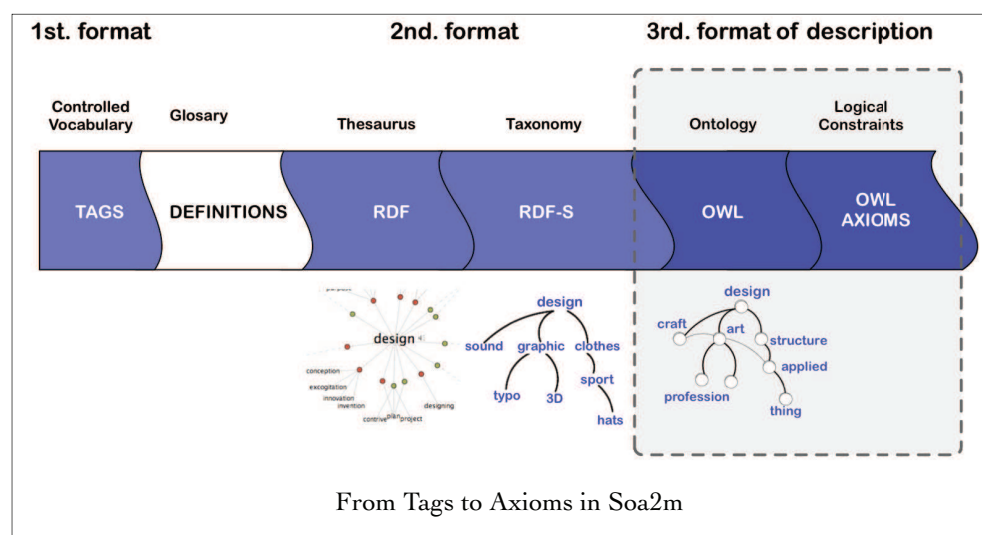 1st. format
2nd. format
3rd. format of description
Controlled
Vocabulary
Glosary
Thesaurus
Taxonomy
Ontology
Logical
Constraints
TAGS
DEFINITIONS
RDF
RDF-S
OWL
OWL
AXIOMS
design
conception
excogitation
innovation
invention
contrive
plan
project
designing
design
sound
graphic
clothes
sport
typo
3D
hats
design
craft
art
structure
applied
profession
thing
From Tags to Axioms in Soa2m